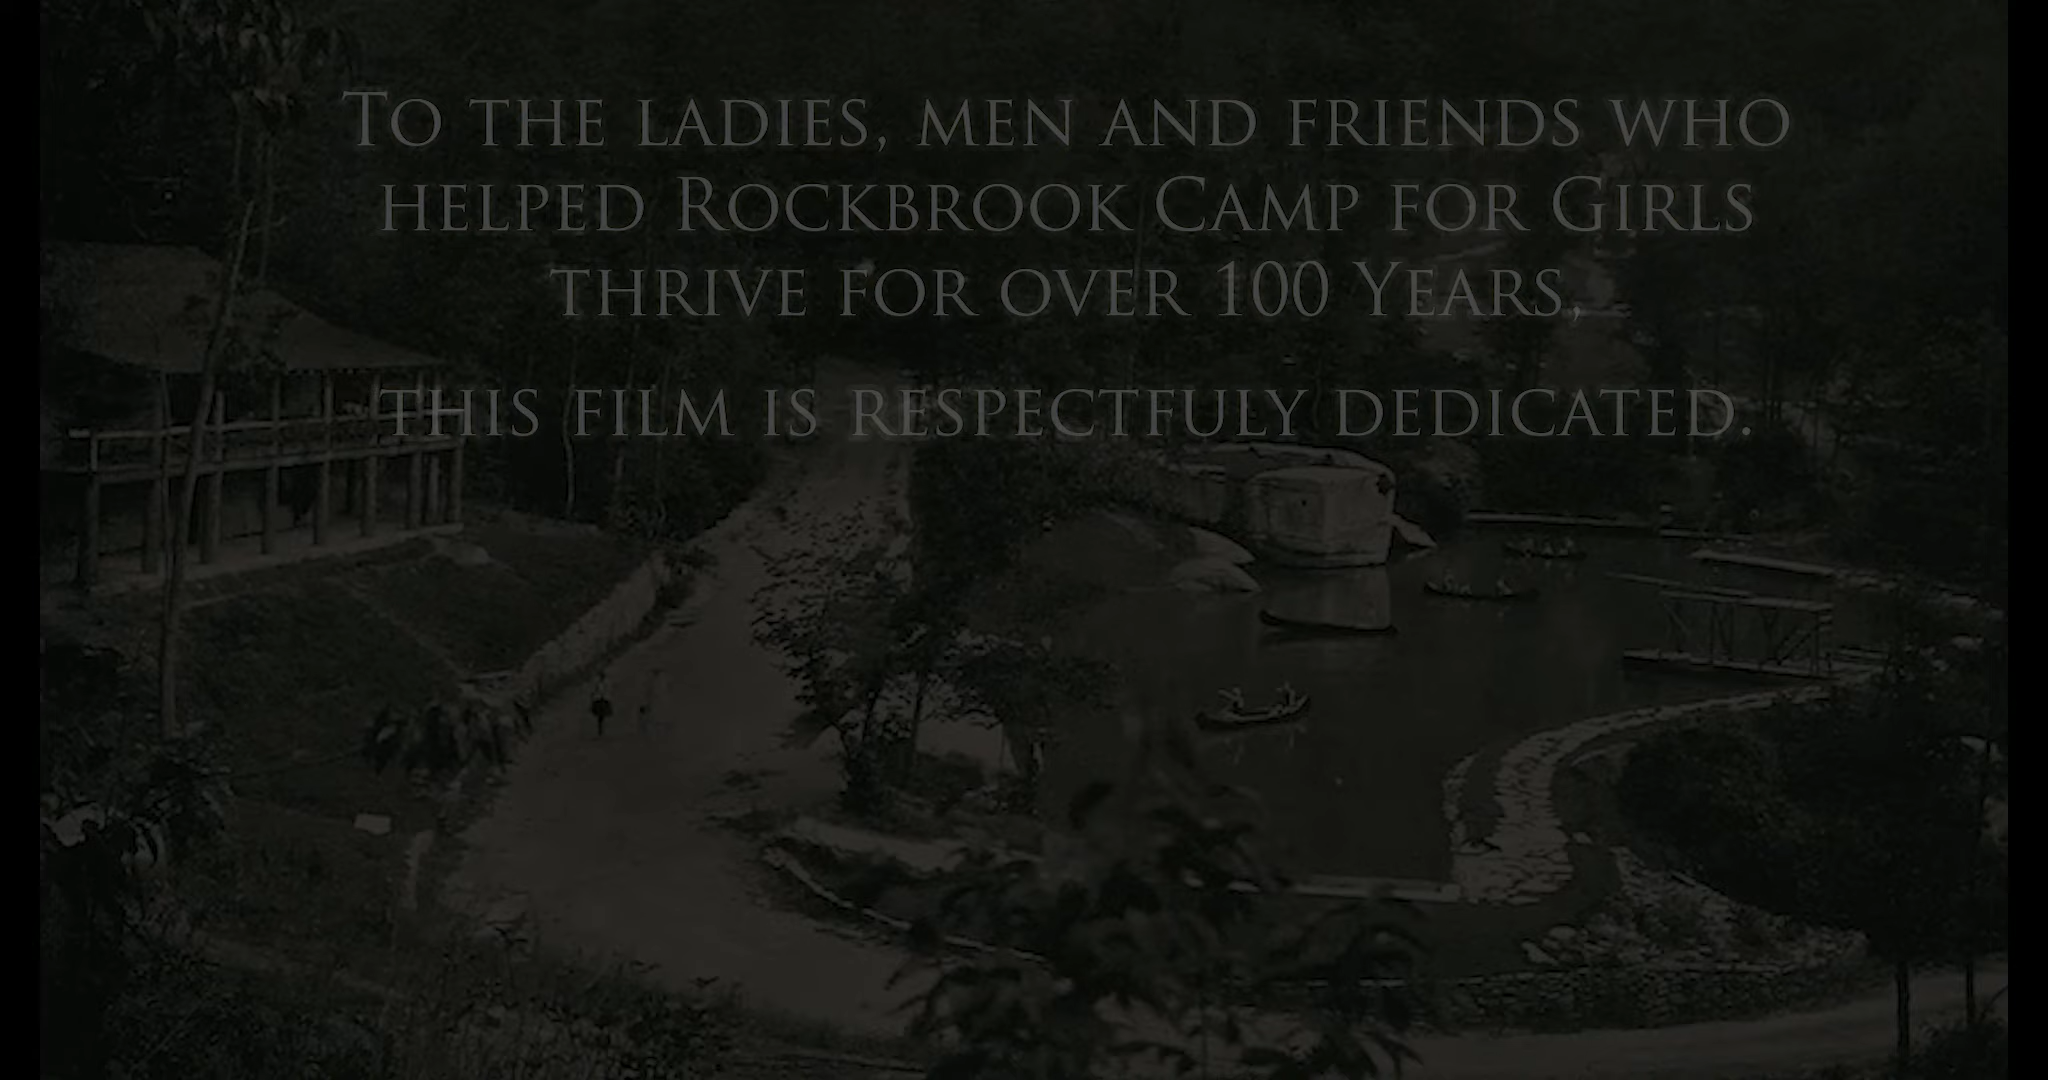 To the ladies, men and friends who
helped Rockbrook Camp for Girls
thrive for over 100 Years,
this film is respectfuly dedicated.